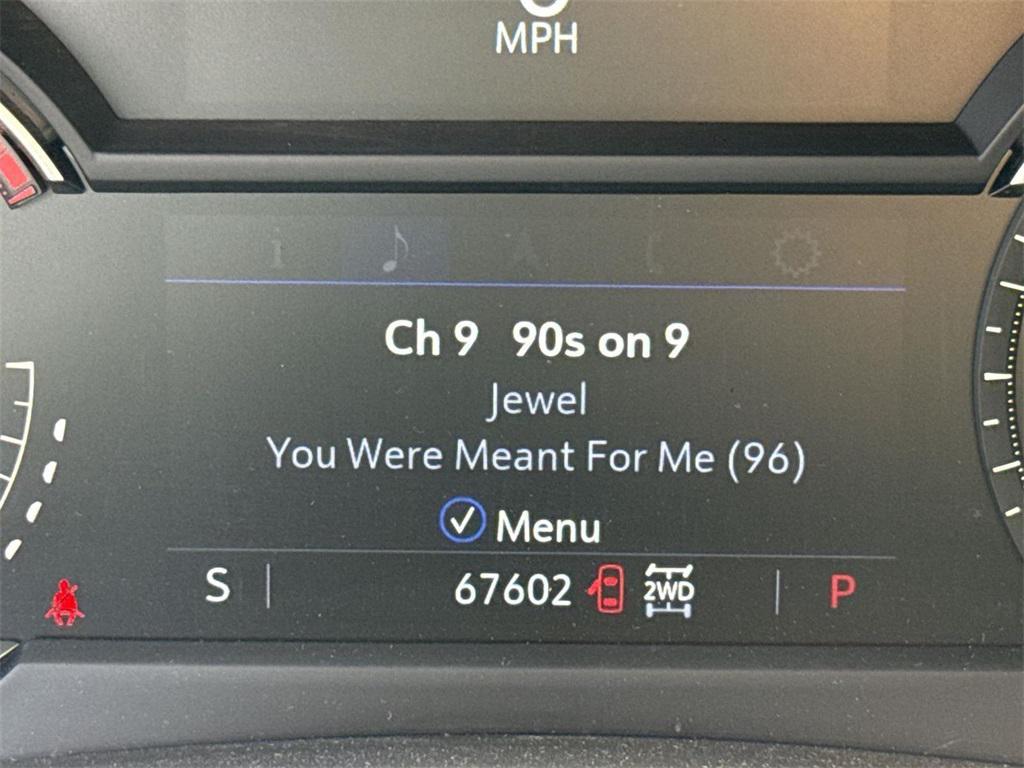 MPH
Ch 9 90s on 9
Jewel
You Were Meant For Me (96)
Menu
S 67602 2WD P